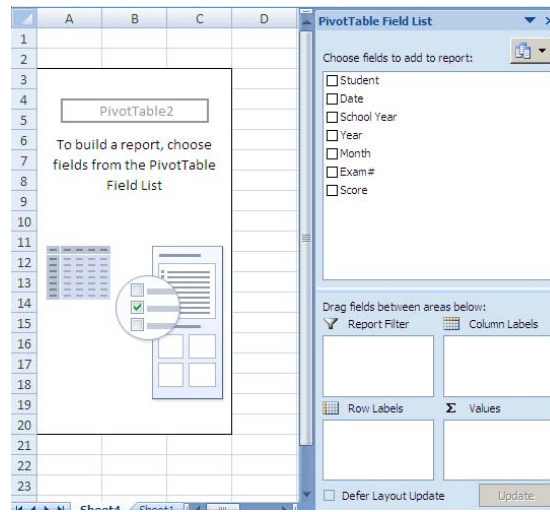 A B C D
1
2
3
4
5
6
7
8
9
10
11
12
13
14
15
16
17
18
19
20
21
22
23
PivotTable2
To build a report, choose
fields from the PivotTable
Field List
Sheet4 Sheet1
PivotTable Field List
Choose fields to add to report:
Student
Date
School Year
Year
Month
Exam#
Score
Drag fields between areas below:
Report Filter Column Labels
Row Labels Σ Values
Defer Layout Update Update